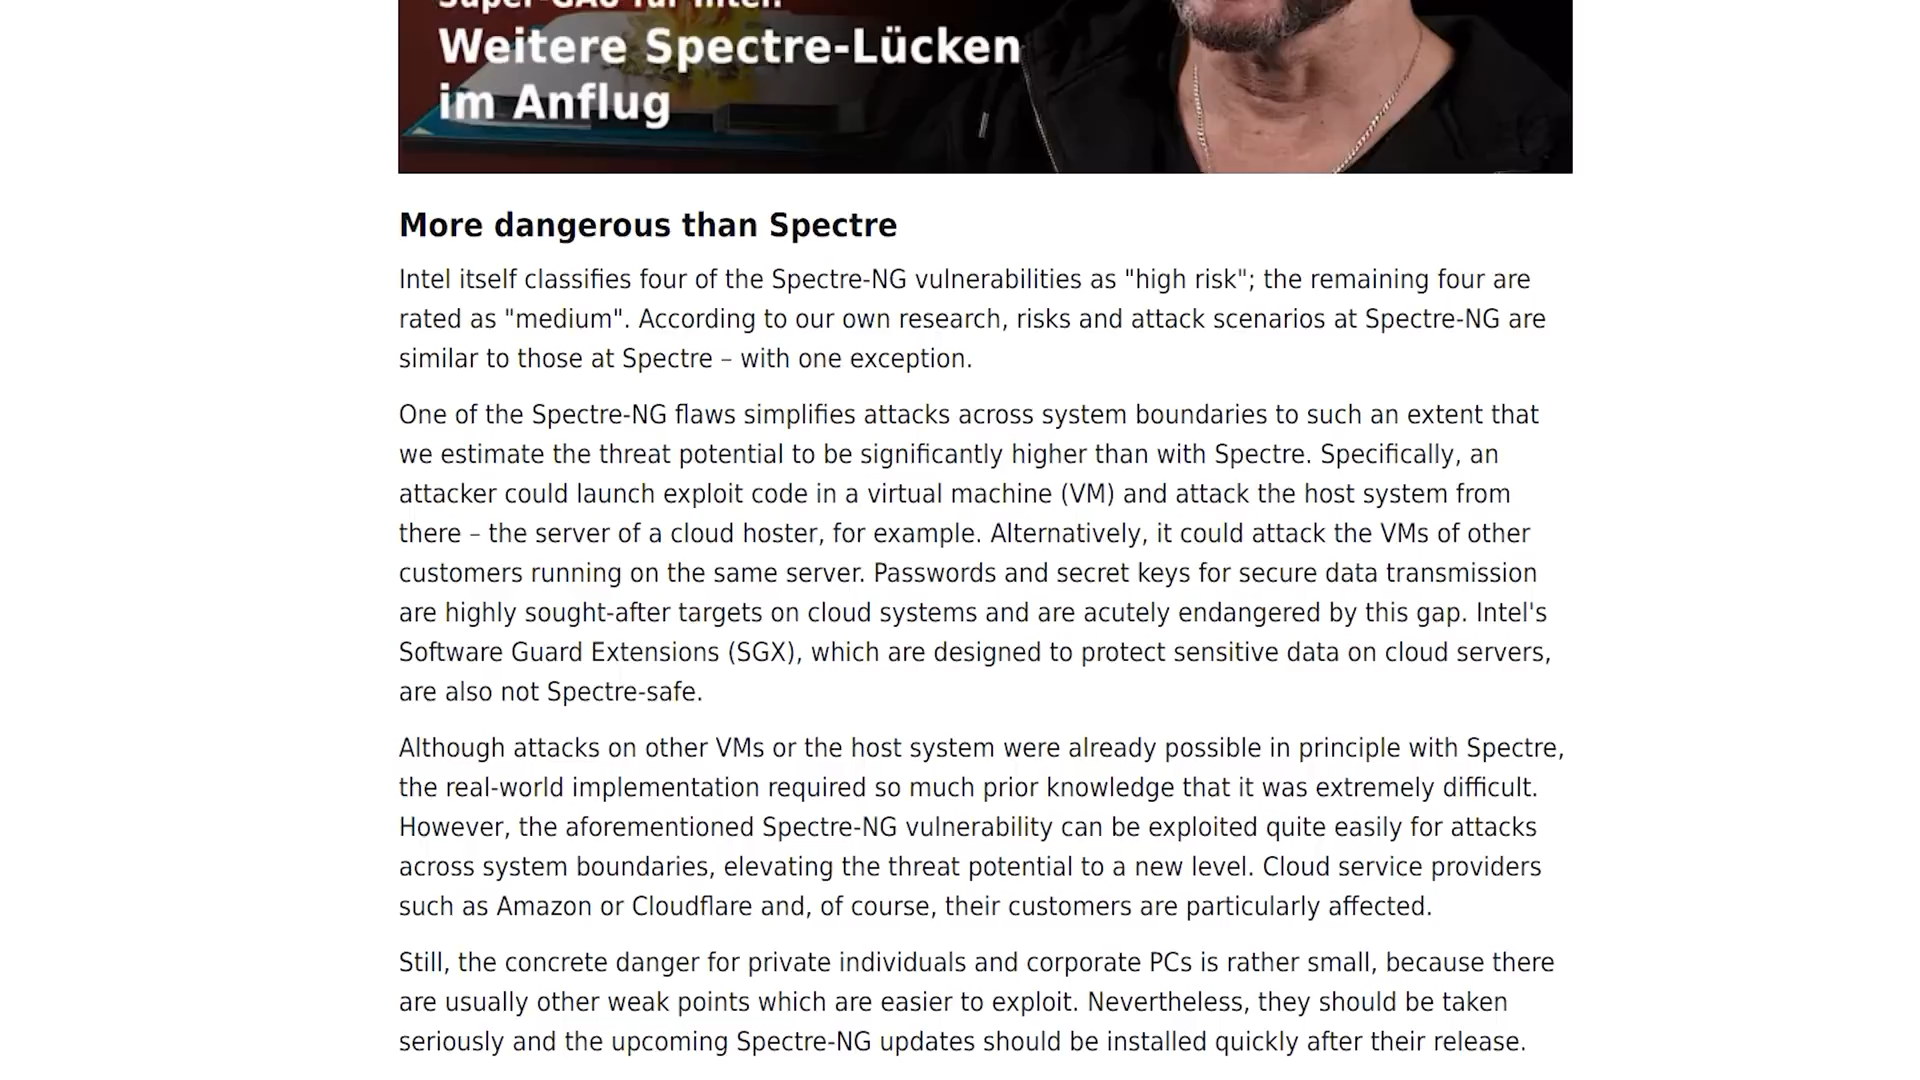 Super-GAU für Intel:
Weitere Spectre-Lücken
im Anflug
More dangerous than Spectre
Intel itself classifies four of the Spectre-NG vulnerabilities as "high risk"; the remaining four are
rated as "medium". According to our own research, risks and attack scenarios at Spectre-NG are
similar to those at Spectre – with one exception.
One of the Spectre-NG flaws simplifies attacks across system boundaries to such an extent that
we estimate the threat potential to be significantly higher than with Spectre. Specifically, an
attacker could launch exploit code in a virtual machine (VM) and attack the host system from
there – the server of a cloud hoster, for example. Alternatively, it could attack the VMs of other
customers running on the same server. Passwords and secret keys for secure data transmission
are highly sought-after targets on cloud systems and are acutely endangered by this gap. Intel's
Software Guard Extensions (SGX), which are designed to protect sensitive data on cloud servers,
are also not Spectre-safe.
Although attacks on other VMs or the host system were already possible in principle with Spectre,
the real-world implementation required so much prior knowledge that it was extremely difficult.
However, the aforementioned Spectre-NG vulnerability can be exploited quite easily for attacks
across system boundaries, elevating the threat potential to a new level. Cloud service providers
such as Amazon or Cloudflare and, of course, their customers are particularly affected.
Still, the concrete danger for private individuals and corporate PCs is rather small, because there
are usually other weak points which are easier to exploit. Nevertheless, they should be taken
seriously and the upcoming Spectre-NG updates should be installed quickly after their release.